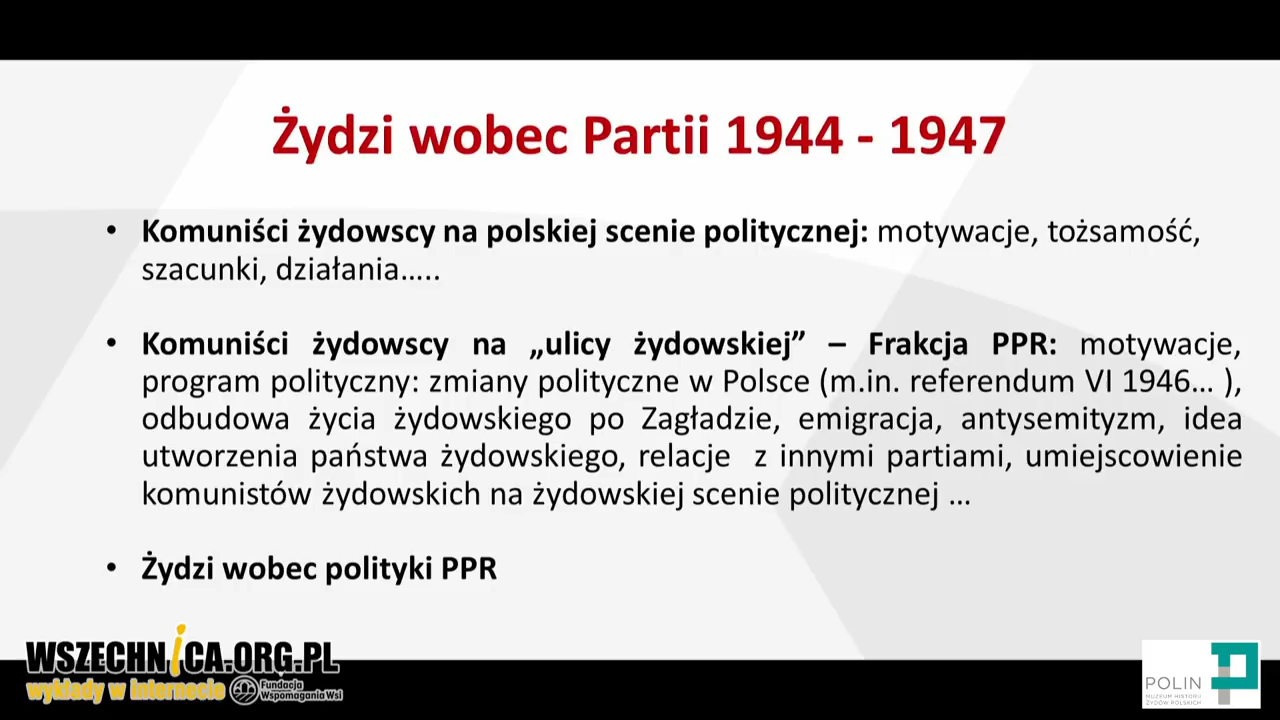 Żydzi wobec Partii 1944 - 1947
• Komuniści żydowscy na polskiej scenie politycznej: motywacje, tożsamość,
szacunki, działania.....
• Komuniści żydowscy na „ulicy żydowskiej” – Frakcja PPR: motywacje,
program polityczny: zmiany polityczne w Polsce (m.in. referendum VI 1946... ),
odbudowa życia żydowskiego po Zagładzie, emigracja, antysemityzm, idea
utworzenia państwa żydowskiego, relacje z innymi partiami, umiejscowienie
komunistów żydowskich na żydowskiej scenie politycznej ...
• Żydzi wobec polityki PPR
WSZECHNiCA.ORG.PL
wykłady w internecie
Fundacja
Wspomagania Wsi
POLIN
MUZEUM HISTORII
ŻYDÓW POLSKICH